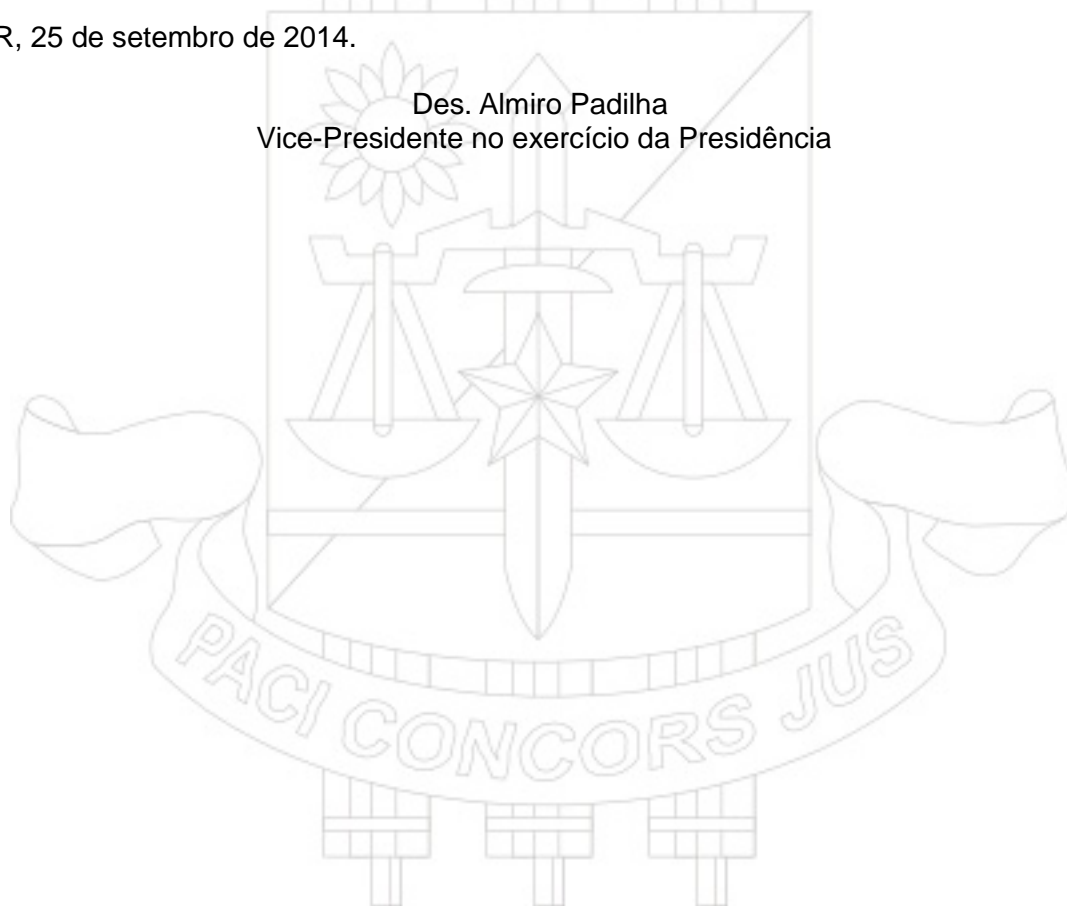 R, 25 de setembro de 2014.
Des. Almiro Padilha
Vice-Presidente no exercício da Presidência
PACI CONCORS JUS